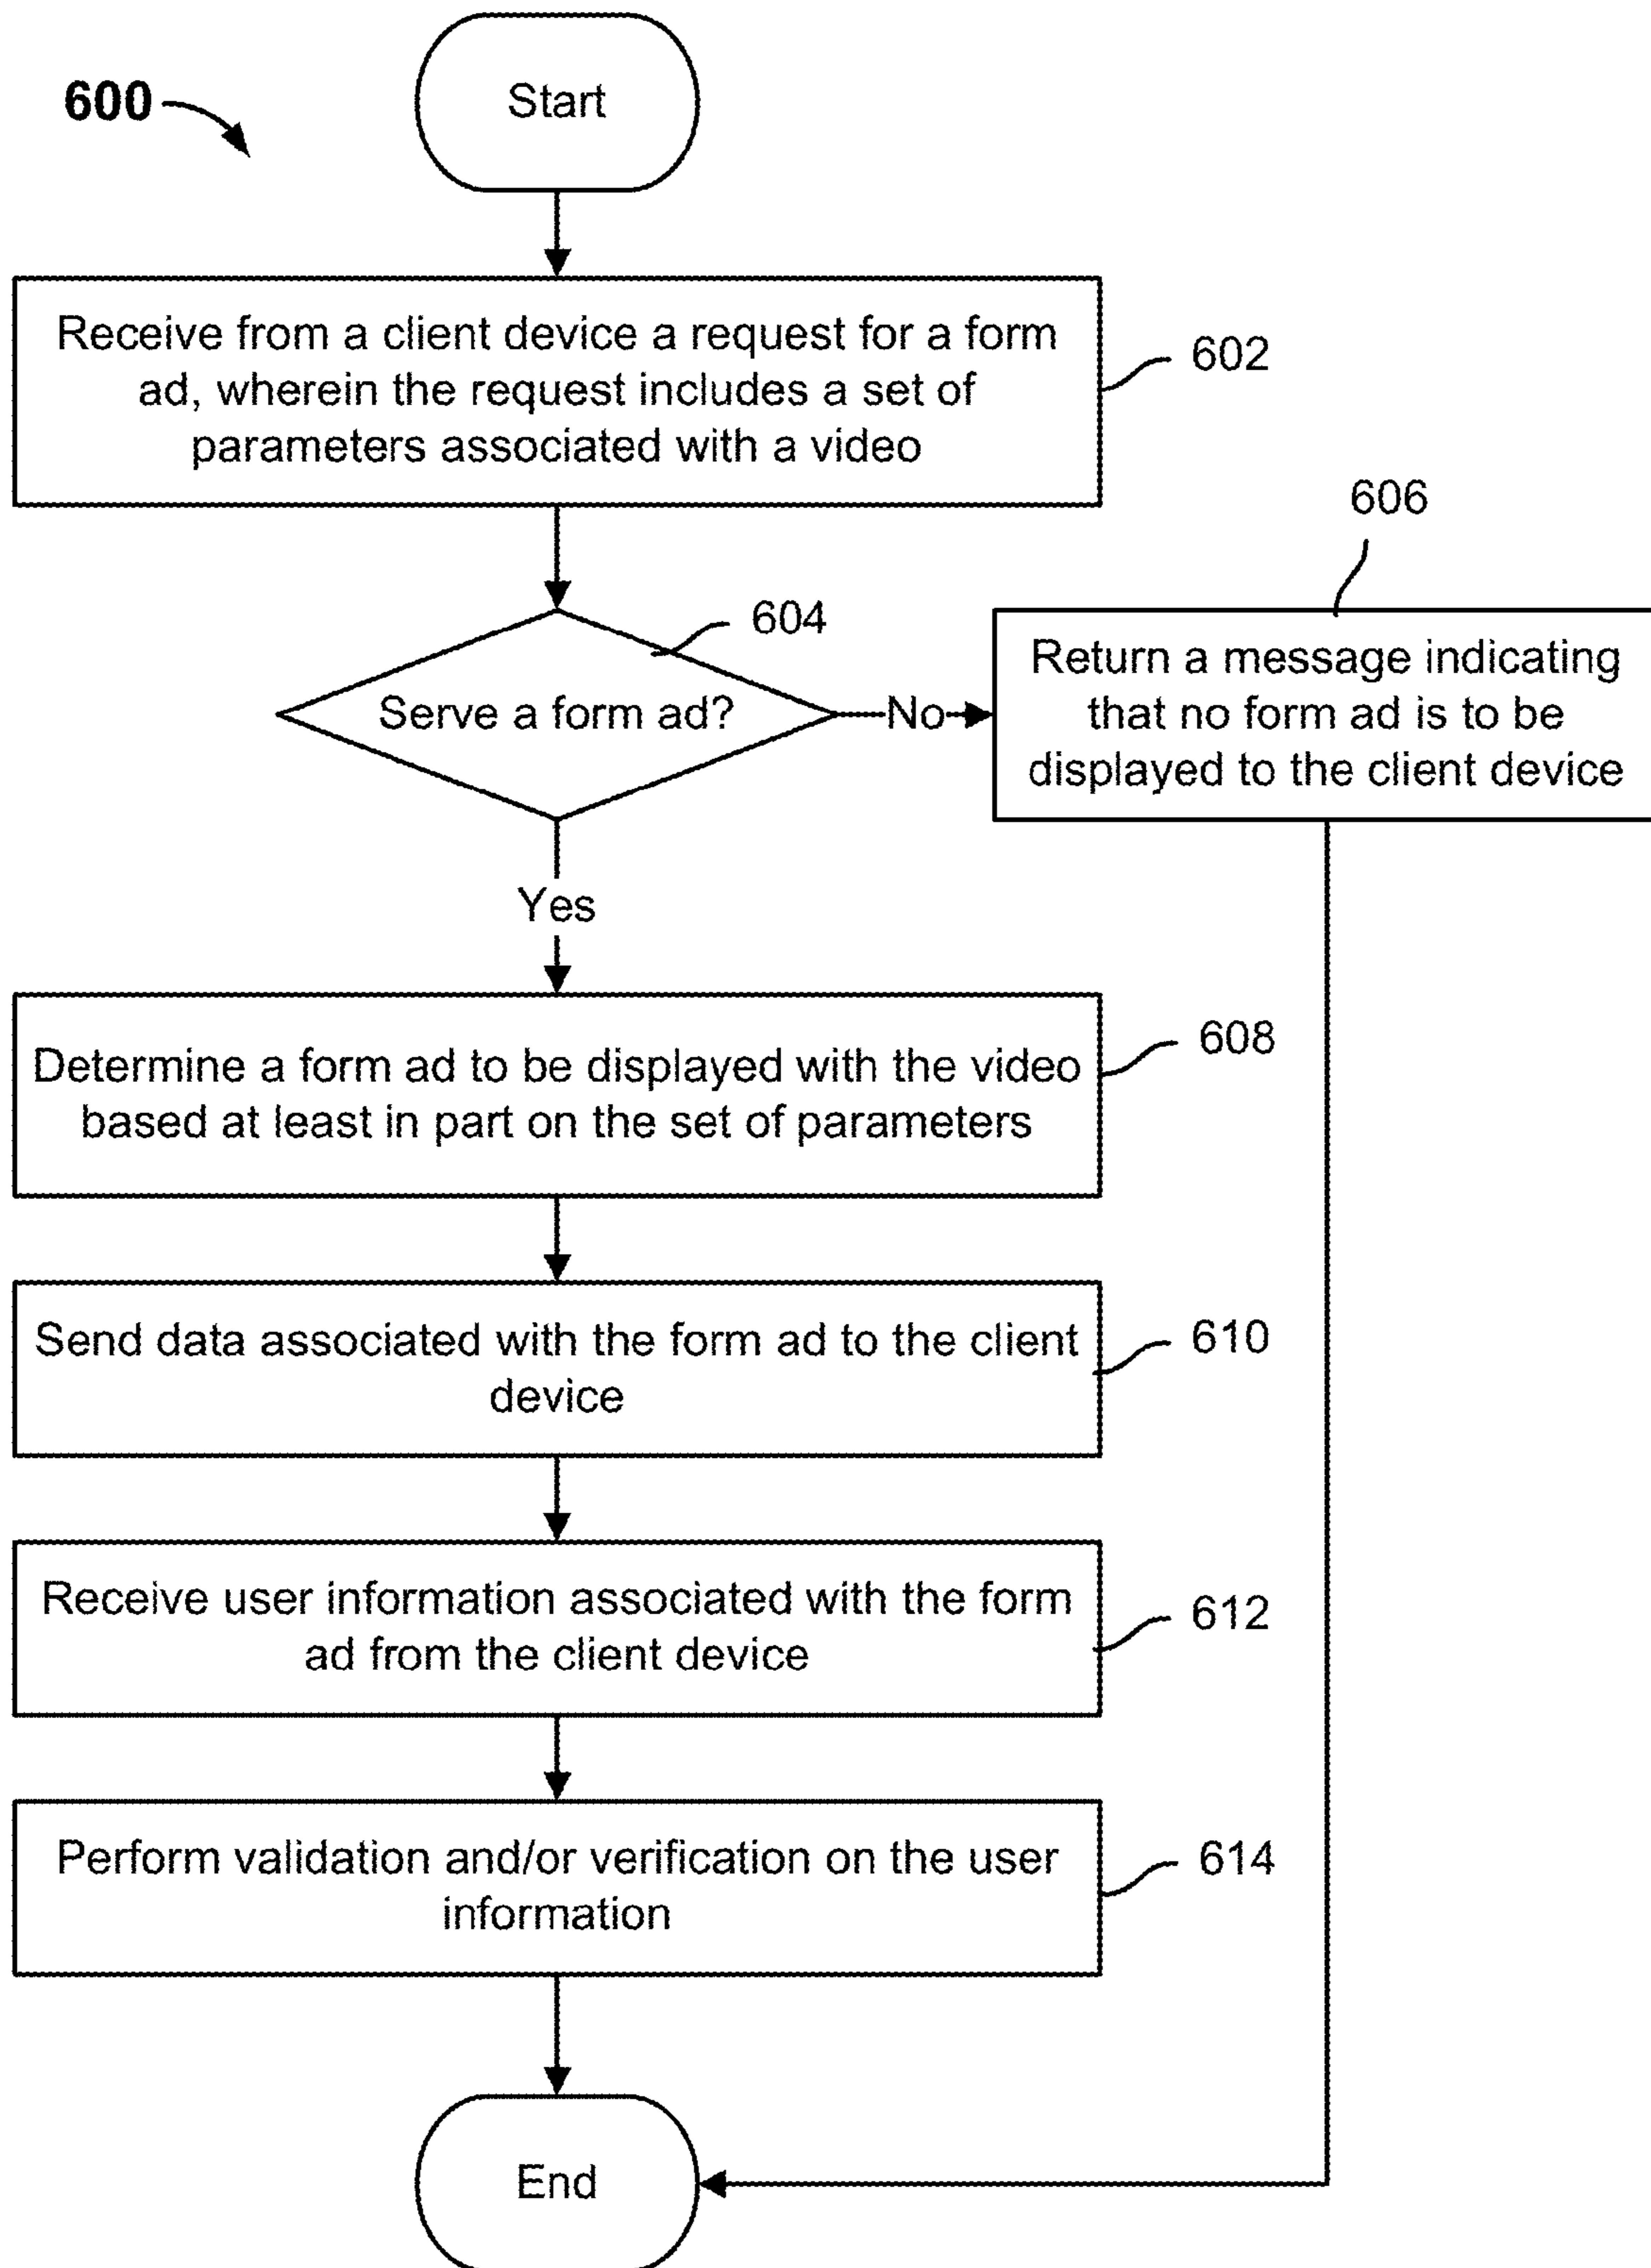 600
Start
Receive from a client device a request for a form
ad, wherein the request includes a set of
parameters associated with a video
602
606
604
Serve a form ad?
No
Return a message indicating
that no form ad is to be
displayed to the client device
Yes
Determine a form ad to be displayed with the video
based at least in part on the set of parameters
608
Send data associated with the form ad to the client
device
610
Receive user information associated with the form
ad from the client device
612
Perform validation and/or verification on the user
information
614
End